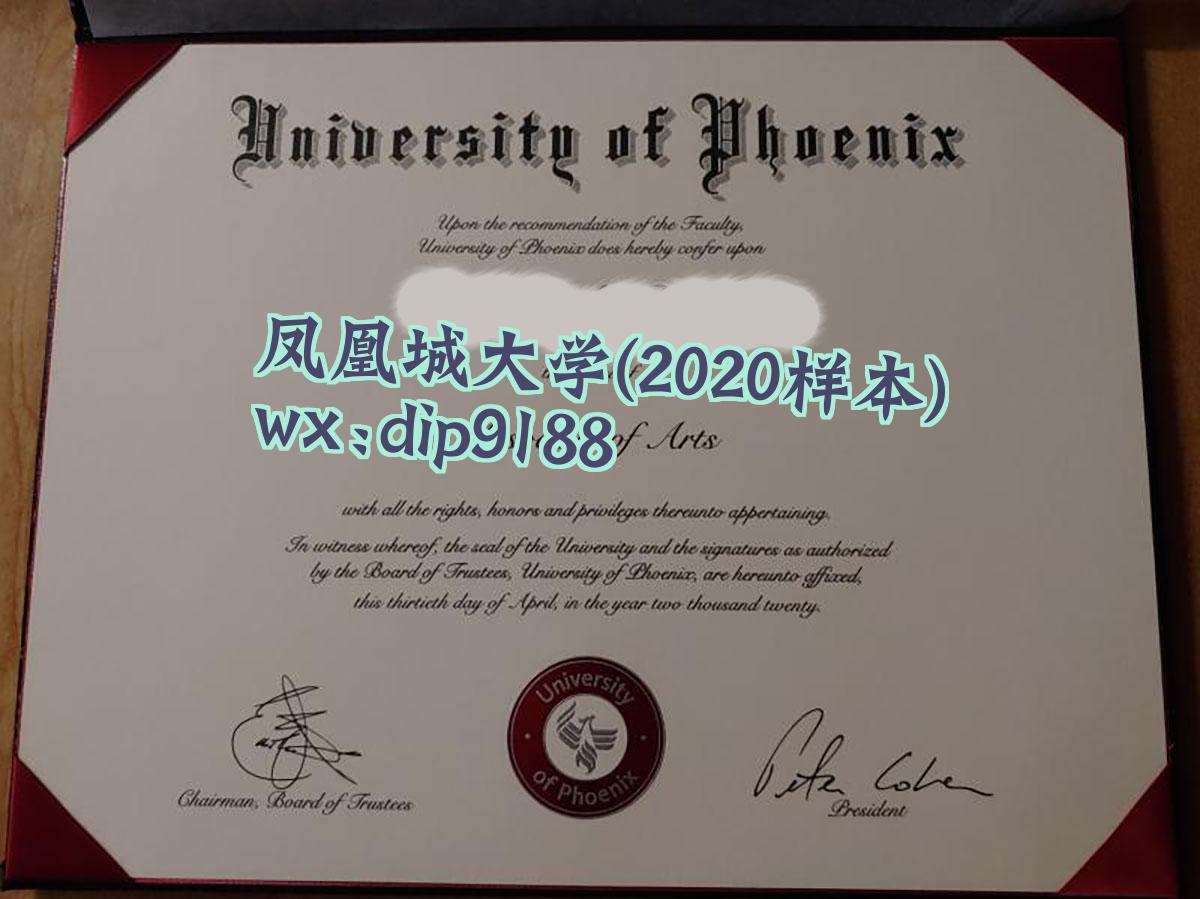 University of Phoenix
Upon the recommendation of the Faculty,
University of Phoenix does hereby confer upon
凤凰城大学(2020样本)
wx:dip9188
of Arts
with all the rights, honors and privileges thereunto appertaining.
In witness whereof, the seal of the University and the signatures as authorized
by the Board of Trustees, University of Phoenix, are hereunto affixed,
this thirtieth day of April, in the year two thousand twenty.
University
of Phoenix
Peter Cohen
Chairman, Board of Trustees
President